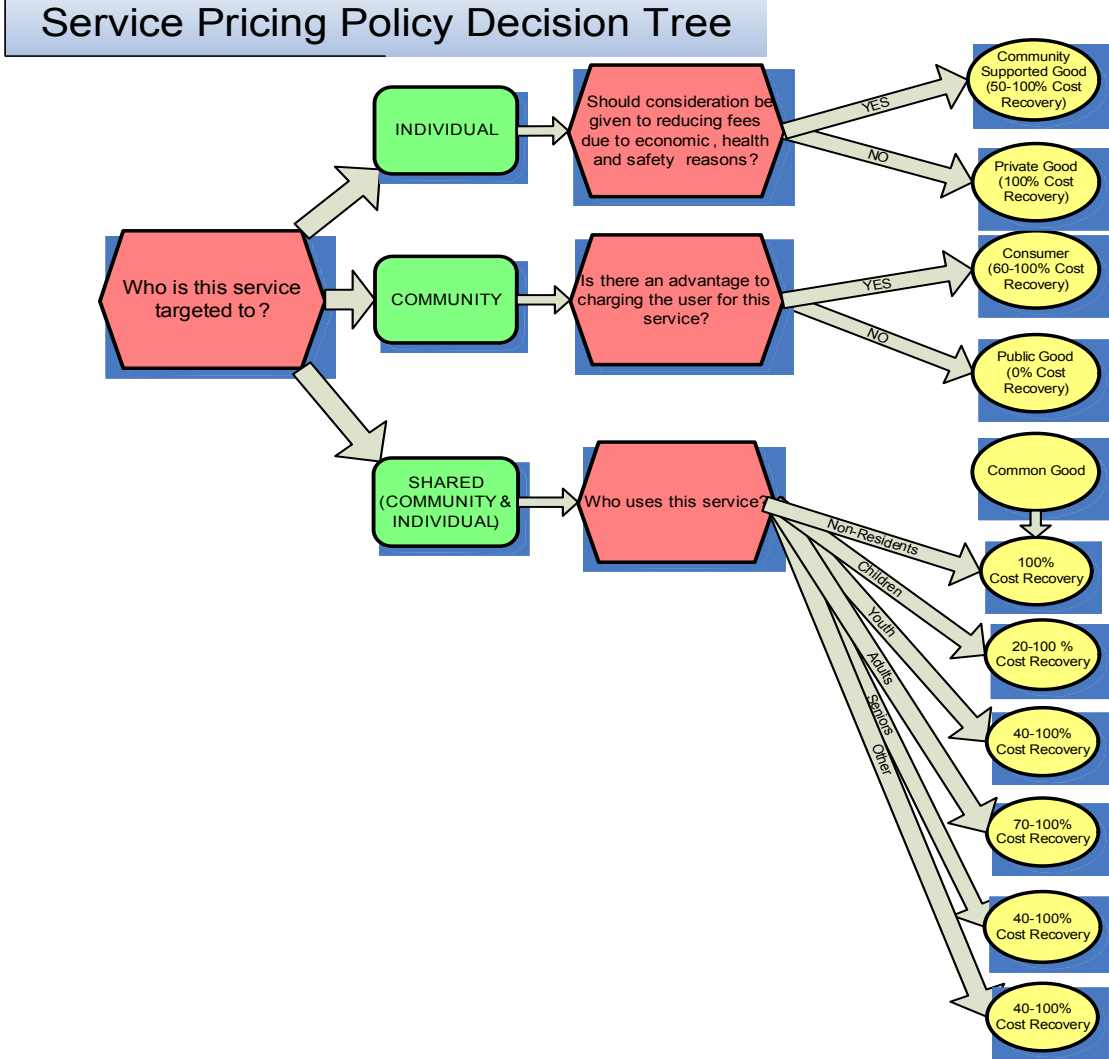 Service Pricing Policy Decision Tree
Who is this service
targeted to?
INDIVIDUAL
Should consideration be
given to reducing fees
due to economic, health
and safety reasons?
YES
Community
Supported Good
(50-100% Cost
Recovery)
NO
Private Good
(100% Cost
Recovery)
COMMUNITY
Is there an advantage to
charging the user for this
service?
YES
Consumer
(60-100% Cost
Recovery)
NO
Public Good
(0% Cost
Recovery)
SHARED
(COMMUNITY &
INDIVIDUAL)
Who uses this service?
Common Good
Non-Residents
100%
Cost Recovery
Children
20-100 %
Cost Recovery
Youth
40-100%
Cost Recovery
Adults
70-100%
Cost Recovery
Seniors
40-100%
Cost Recovery
Other
40-100%
Cost Recovery